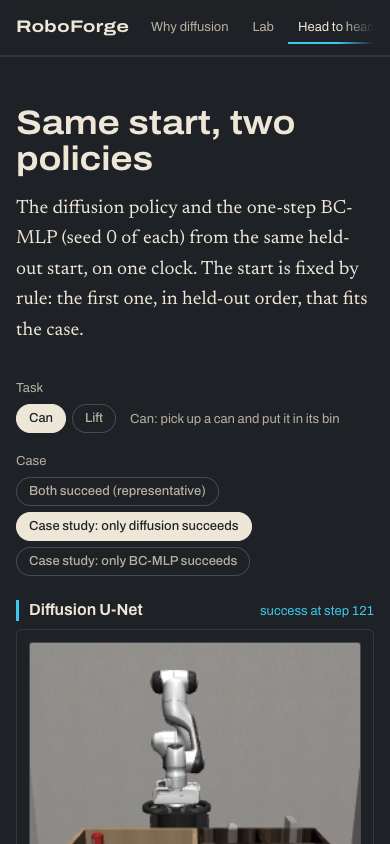 RoboForge Why diffusion Lab Head to head
Same start, two
policies
The diffusion policy and the one-step BC-
MLP (seed 0 of each) from the same held-
out start, on one clock. The start is fixed by
rule: the first one, in held-out order, that fits
the case.
Task
Can Lift Can: pick up a can and put it in its bin
Case
Both succeed (representative)
Case study: only diffusion succeeds
Case study: only BC-MLP succeeds
Diffusion U-Net success at step 121